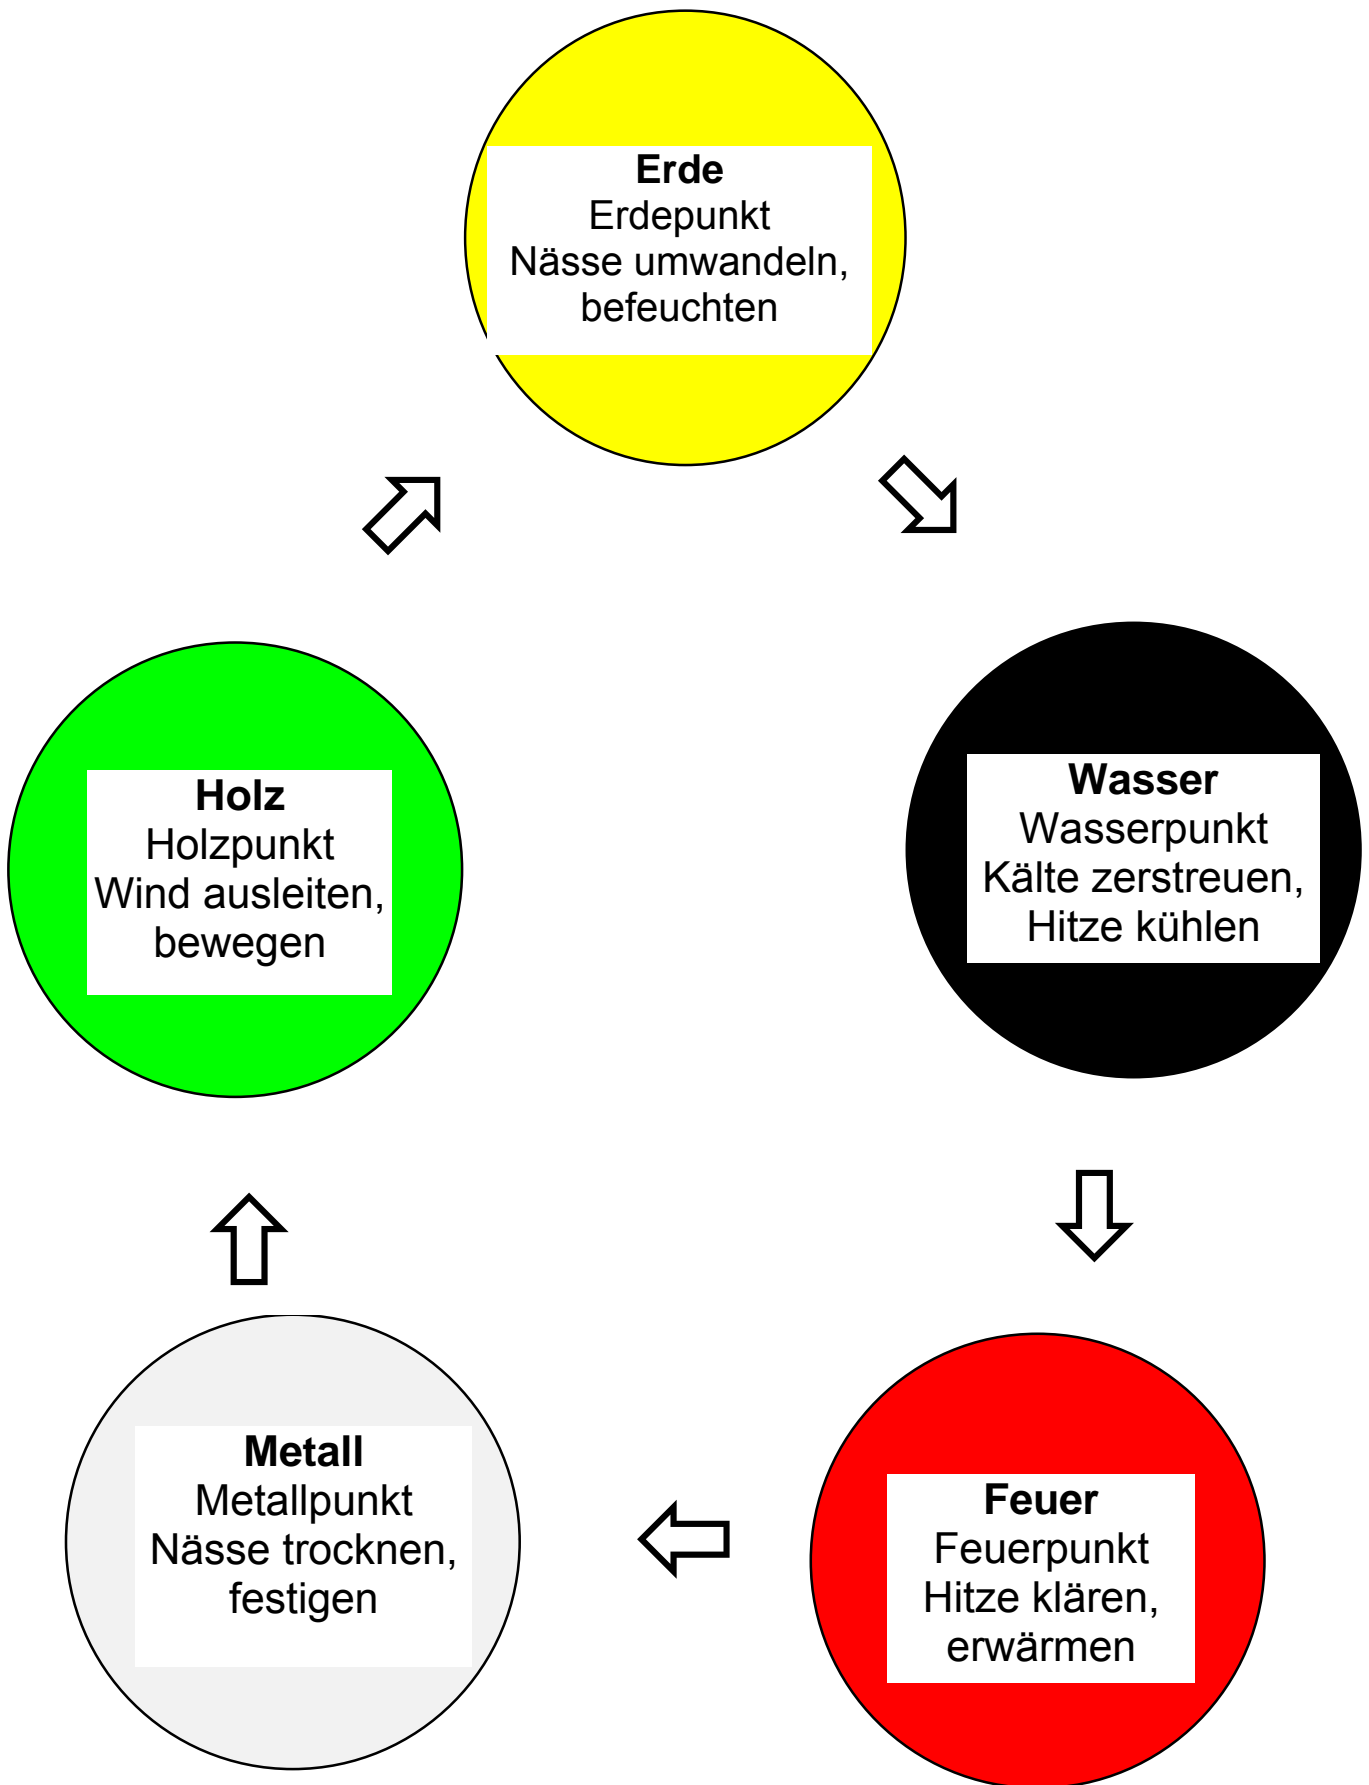 Erde
Erdepunkt
Nässe umwandeln,
befeuchten
Holz
Holzpunkt
Wind ausleiten,
bewegen
Wasser
Wasserpunkt
Kälte zerstreuen,
Hitze kühlen
Metall
Metallpunkt
Nässe trocknen,
festigen
Feuer
Feuerpunkt
Hitze klären,
erwärmen